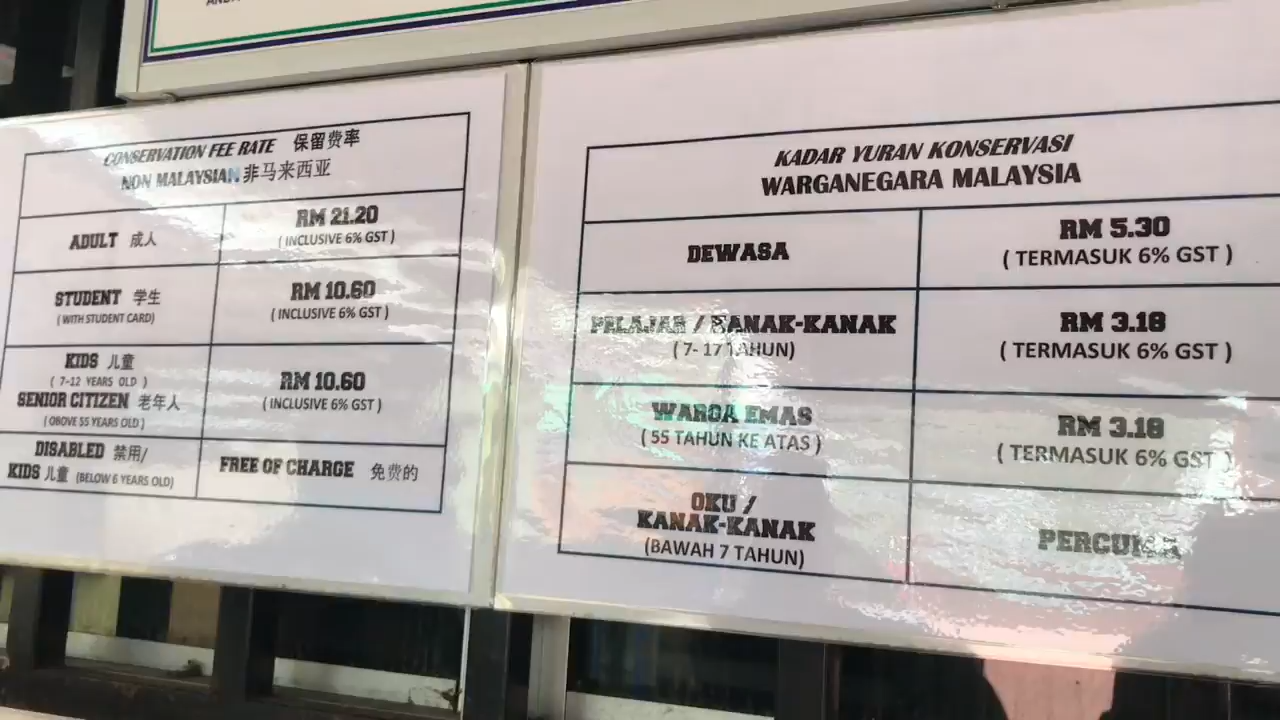 CONSERVATION FEE RATE 保留费率
NON MALAYSIAN 非马来西亚
ADULT 成人
RM 21.20
( INCLUSIVE 6% GST )
STUDENT 学生
( WITH STUDENT CARD)
RM 10.60
(INCLUSIVE 6% GST )
KIDS 儿童
( 7-12 YEARS OLD )
SENIOR CITIZEN 老年人
( OBOVE 55 YEARS OLD )
RM 10.60
( INCLUSIVE 6% GST )
DISABLED 禁用/
KIDS 儿童 (BELOW 6 YEARS OLD)
FREE OF CHARGE 免费的
KADAR YURAN KONSERVASI
WARGANEGARA MALAYSIA
DEWASA
RM 5.30
( TERMASUK 6% GST )
PELAJAR / KANAK-KANAK
( 7- 17 TAHUN)
RM 3.18
( TERMASUK 6% GST )
WARGA EMAS
( 55 TAHUN KE ATAS )
RM 3.18
( TERMASUK 6% GST )
OKU /
KANAK-KANAK
(BAWAH 7 TAHUN)
PERCUMA